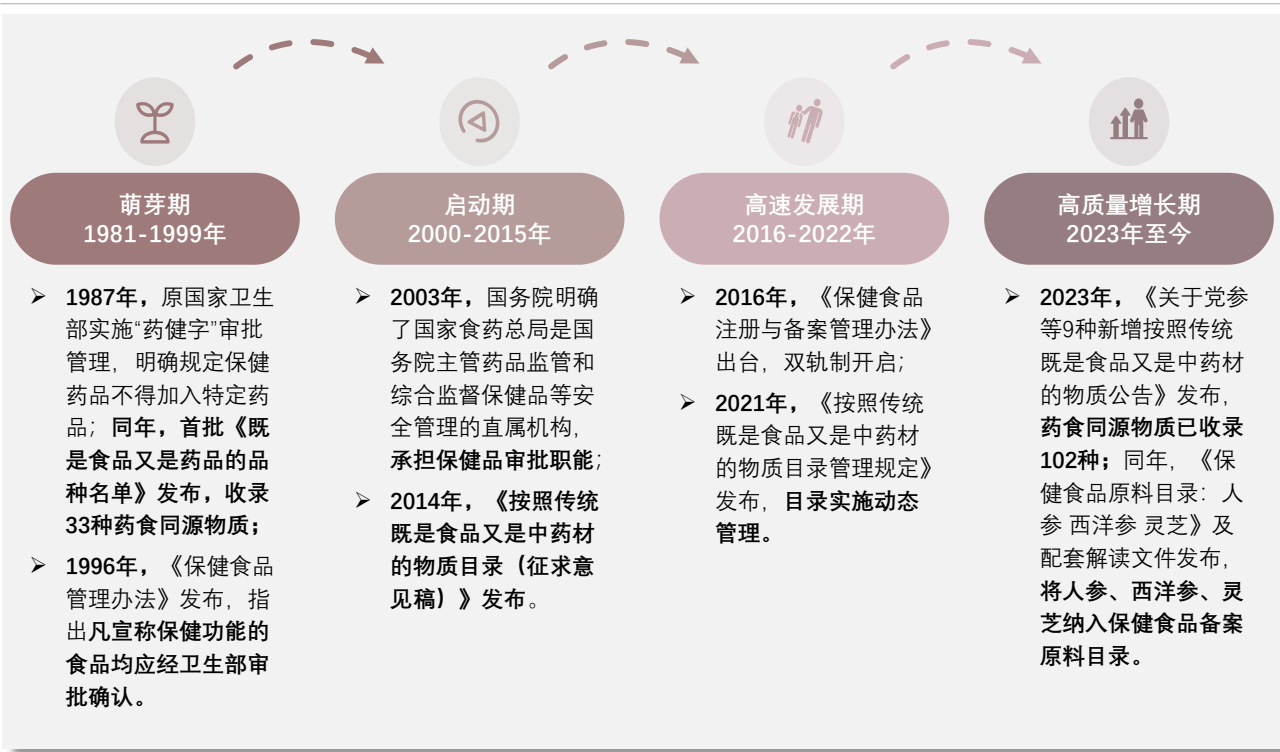 萌芽期
1981-1999年
➢ 1987年，原国家卫生
部实施“药健字”审批
管理，明确规定保健
药品不得加入特定药
品；同年，首批《既
是食品又是药品的品
种名单》发布，收录
33种药食同源物质；
➢ 1996年，《保健食品
管理办法》发布，指
出凡宣称保健功能的
食品均应经卫生部审
批确认。
启动期
2000-2015年
➢ 2003年，国务院明确
了国家食药总局是国
务院主管药品监管和
综合监督保健品等安
全管理的直属机构，
承担保健品审批职能；
➢ 2014年，《按照传统
既是食品又是中药材
的物质目录（征求意
见稿）》发布。
高速发展期
2016-2022年
➢ 2016年，《保健食品
注册与备案管理办法》
出台，双轨制开启；
➢ 2021年，《按照传统
既是食品又是中药材
的物质目录管理规定》
发布，目录实施动态
管理。
高质量增长期
2023年至今
➢ 2023年，《关于党参
等9种新增按照传统
既是食品又是中药材
的物质公告》发布，
药食同源物质已收录
102种；同年，《保
健食品原料目录：人
参 西洋参 灵芝》及
配套解读文件发布，
将人参、西洋参、灵
芝纳入保健食品备案
原料目录。